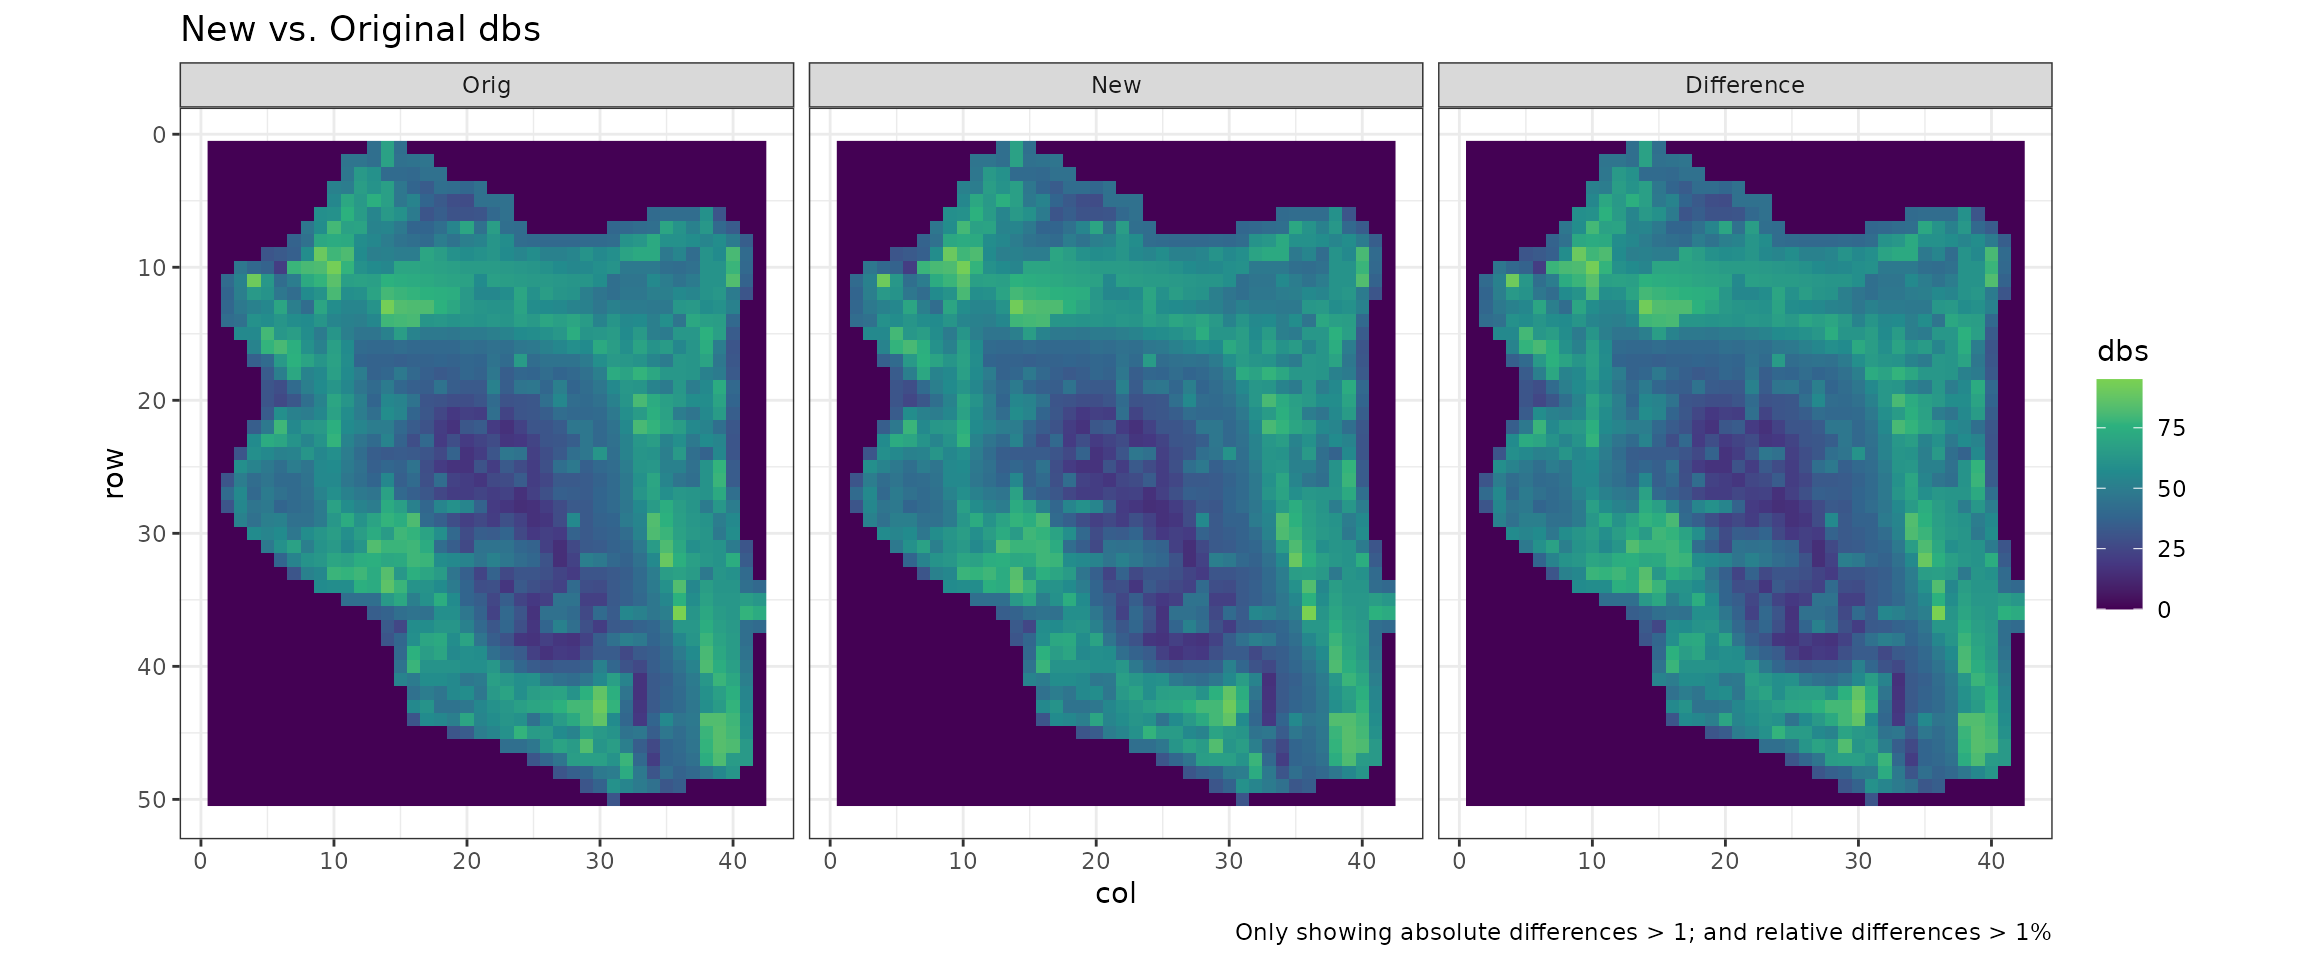 New vs. Original dbs
Orig New Difference
0
10
20
30
40
50
row
0 10 20 30 40 0 10 20 30 40 0 10 20 30 40
col
dbs
75
50
25
0
Only showing absolute differences > 1; and relative differences > 1%